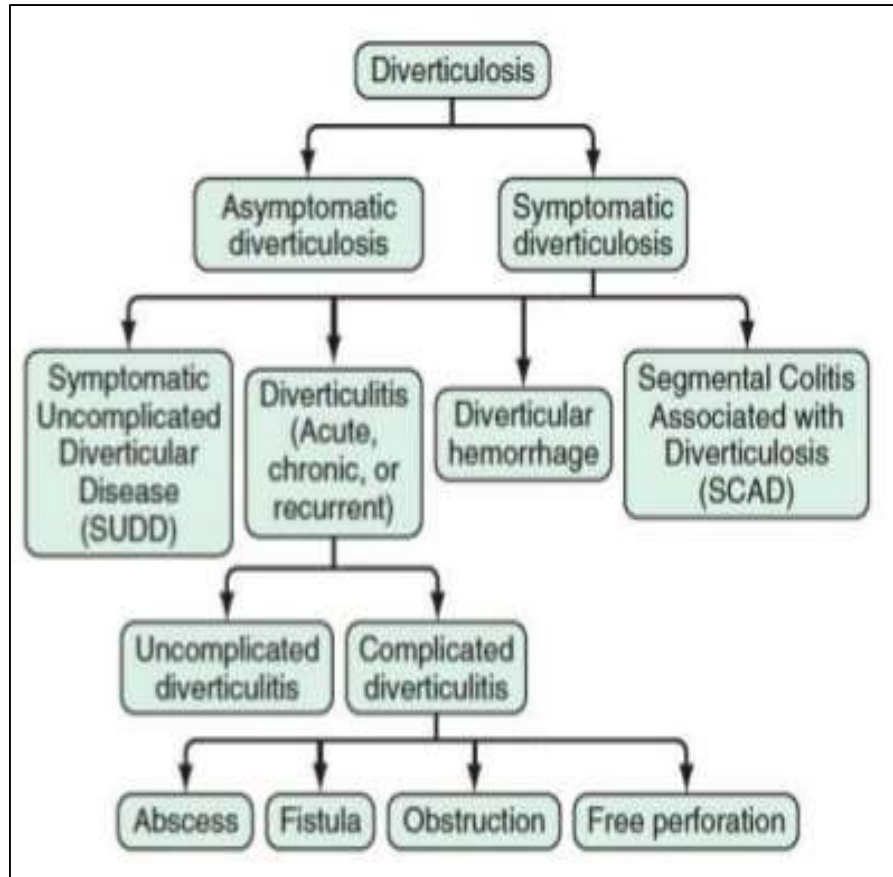 Diverticulosis
Asymptomatic
diverticulosis
Symptomatic
diverticulosis
Symptomatic
Uncomplicated
Diverticular
Disease
(SUDD)
Diverticulitis
(Acute,
chronic, or
recurrent)
Diverticular
hemorrhage
Segmental Colitis
Associated with
Diverticulosis
(SCAD)
Uncomplicated
diverticulitis
Complicated
diverticulitis
Abscess
Fistula
Obstruction
Free perforation